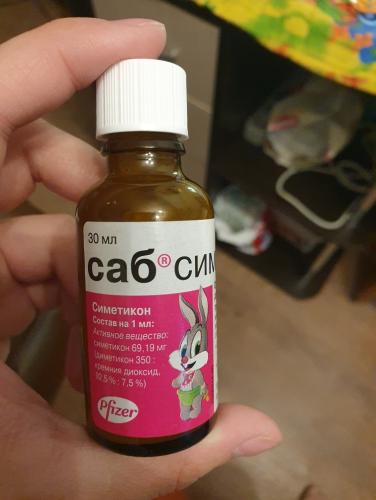 30 мл
саб® СИМ
Симетикон
Состав на 1 мл:
Активное вещество:
симетикон 69,19 мг
(диметикон 350 :
кремния диоксид,
92,5% : 7,5 %)
Pfizer